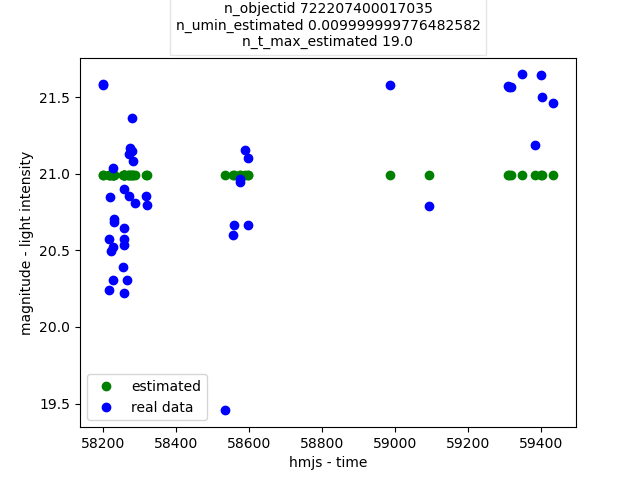 n_objectid 722207400017035
n_umin_estimated 0.009999999776482582
n_t_max_estimated 19.0
magnitude - light intensity
21.5
21.0
20.5
20.0
19.5
estimated
real data
58200 58400 58600 58800 59000 59200 59400
hmjs - time